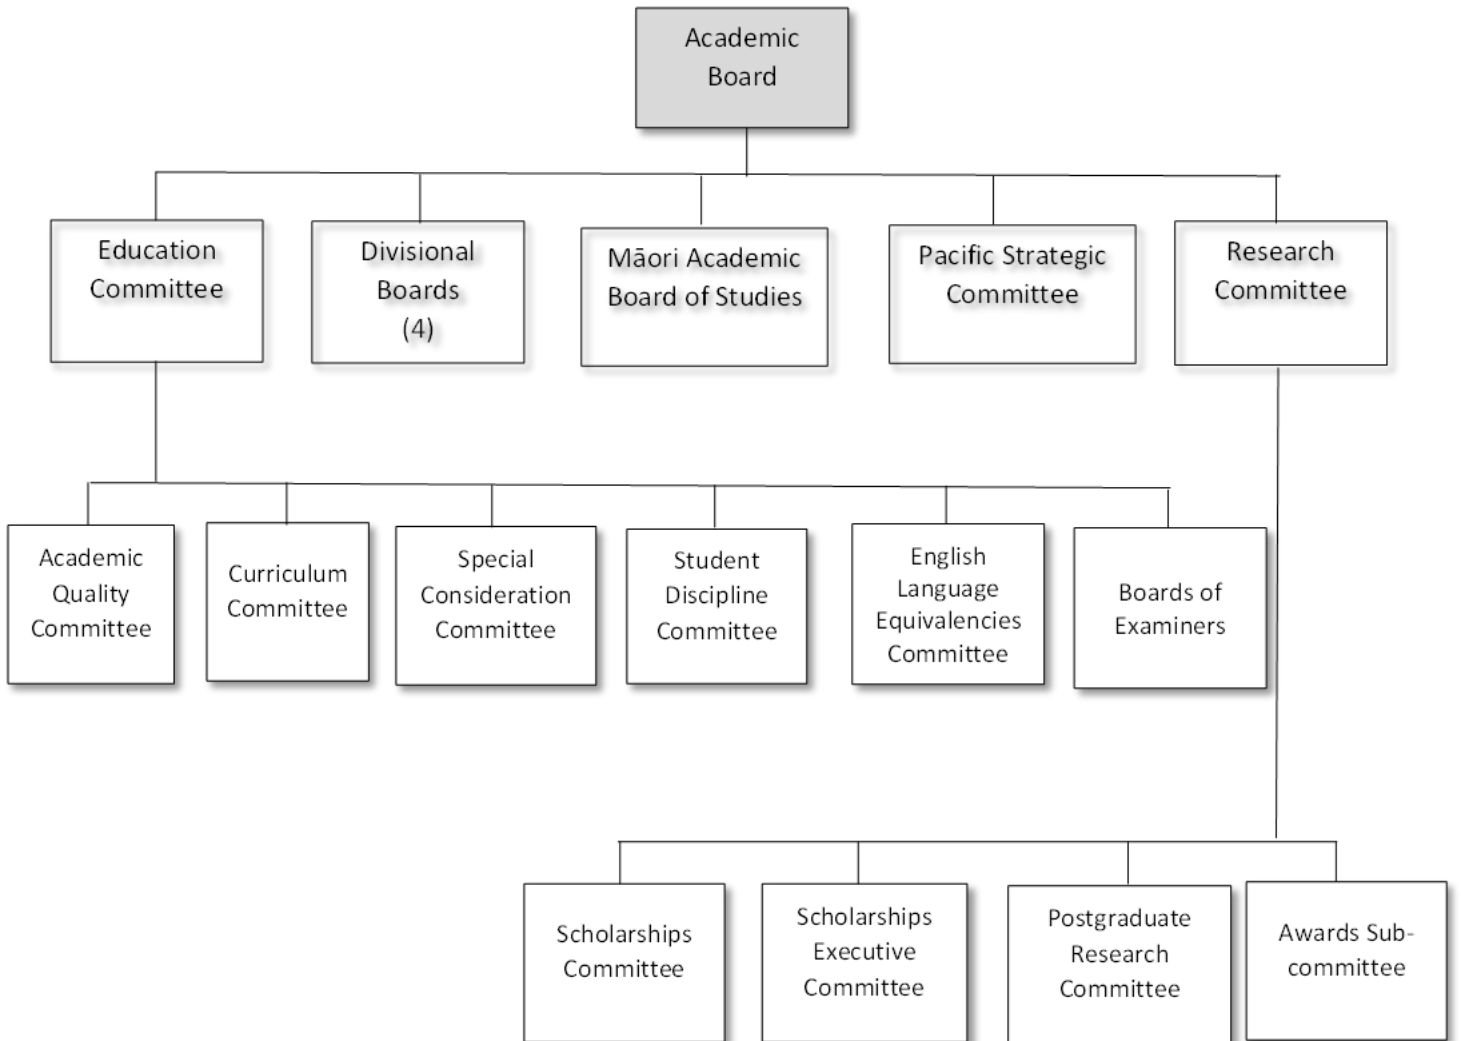 Academic
Board
Education
Committee
Divisional
Boards
(4)
Māori Academic
Board of Studies
Pacific Strategic
Committee
Research
Committee
Academic
Quality
Committee
Curriculum
Committee
Special
Consideration
Committee
Student
Discipline
Committee
English
Language
Equivalencies
Committee
Boards of
Examiners
Scholarships
Committee
Scholarships
Executive
Committee
Postgraduate
Research
Committee
Awards Sub-
committee